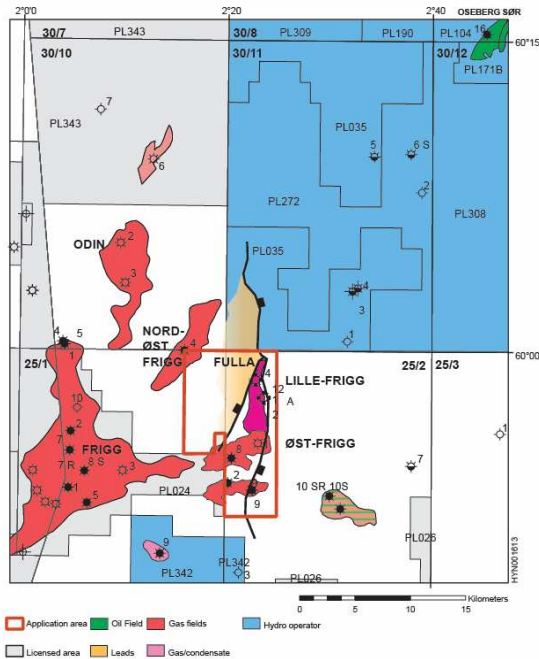 2°0'0
2°20
2°40
OSEBERG SØR
30/7
PL343
30/8
PL309
PL190
PL104
16
60°15
30/10
30/11
30/12
PL171B
7
PL343
PL035
5
6 S
6
2
PL272
PL308
ODIN
2
PL035
3
4
3
NORD-
ØST
FRIGG
4
4
5
1
1
60°00
25/1
FULLA
25/2
25/3
LILLE-FRIGG
4
12
1
A
10
2
2
ØST-FRIGG
1
7
FRIGG
8
7 R
8 S
3
7
2
10 SR 10S
1
PL024
5
9
PL026
9
PL342
PL342
3
PL026
HYN001613
Kilometers
0
5
10
15
Application area
Oil Field
Gas fields
Hydro operator
Licensed area
Leads
Gas/condensate